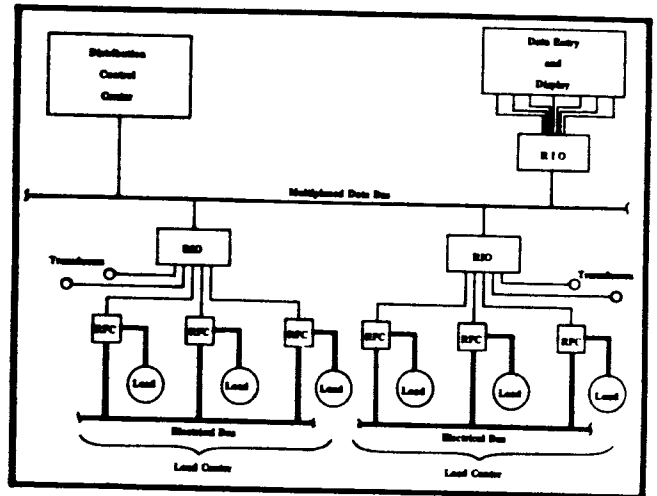 Distribution
Control
Center
Data Entry
and
Display
R I O
Multiplexed Data Bus
RIO
RIO
Transducers
Transducers
RPC
RPC
RPC
RPC
RPC
RPC
Load
Load
Load
Load
Load
Load
Electrical Bus
Electrical Bus
Load Center
Load Center